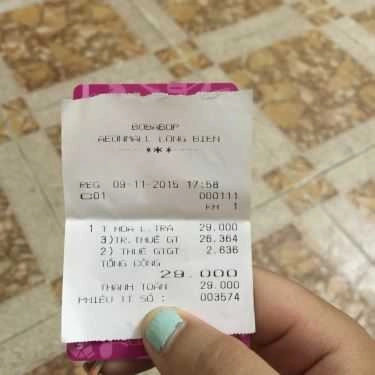 BOBABOP
AEONMALL LONG BIEN
***
REG 09-11-2015 17:58
C01 000111
KM 1
1 T HOA L.TRA 29.000
3)TR.THUẾ GT 26.364
2) THUẾ GTGT 2.636
TỔNG CỘNG
29.000
THANH TOÁN 29.000
PHIẾU TT SỐ : 003574